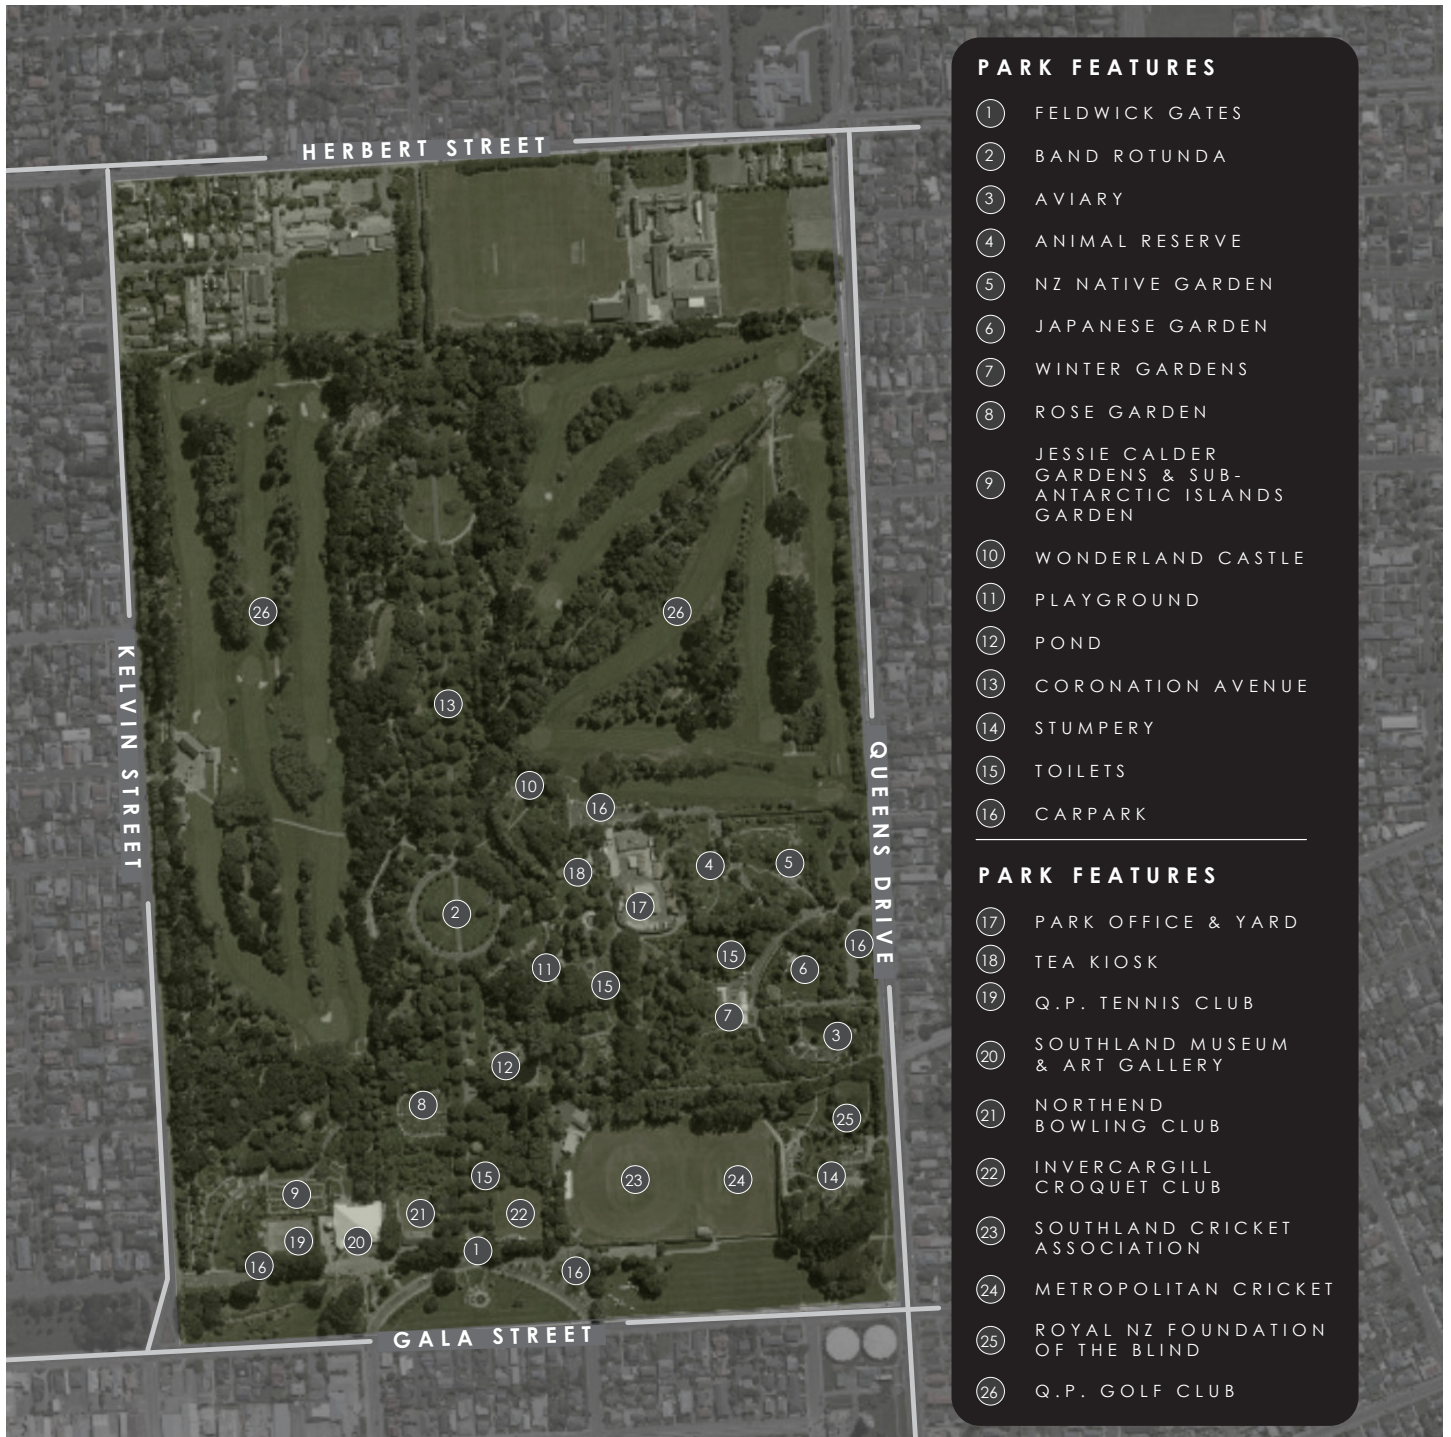 HERBERT STREET
KELVIN STREET
QUEENS DRIVE
GALA STREET
26
26
13
10
16
18
4
5
17
2
16
15
11
6
15
7
3
12
8
25
15
23
24
14
9
21
22
19
20
1
16
16
PARK FEATURES
1 FELDWICK GATES
2 BAND ROTUNDA
3 AVIARY
4 ANIMAL RESERVE
5 NZ NATIVE GARDEN
6 JAPANESE GARDEN
7 WINTER GARDENS
8 ROSE GARDEN
9 JESSIE CALDER
GARDENS & SUB-
ANTARCTIC ISLANDS
GARDEN
10 WONDERLAND CASTLE
11 PLAYGROUND
12 POND
13 CORONATION AVENUE
14 STUMPERY
15 TOILETS
16 CARPARK
PARK FEATURES
17 PARK OFFICE & YARD
18 TEA KIOSK
19 Q.P. TENNIS CLUB
20 SOUTHLAND MUSEUM
& ART GALLERY
21 NORTHEND
BOWLING CLUB
22 INVERCARGILL
CROQUET CLUB
23 SOUTHLAND CRICKET
ASSOCIATION
24 METROPOLITAN CRICKET
25 ROYAL NZ FOUNDATION
OF THE BLIND
26 Q.P. GOLF CLUB